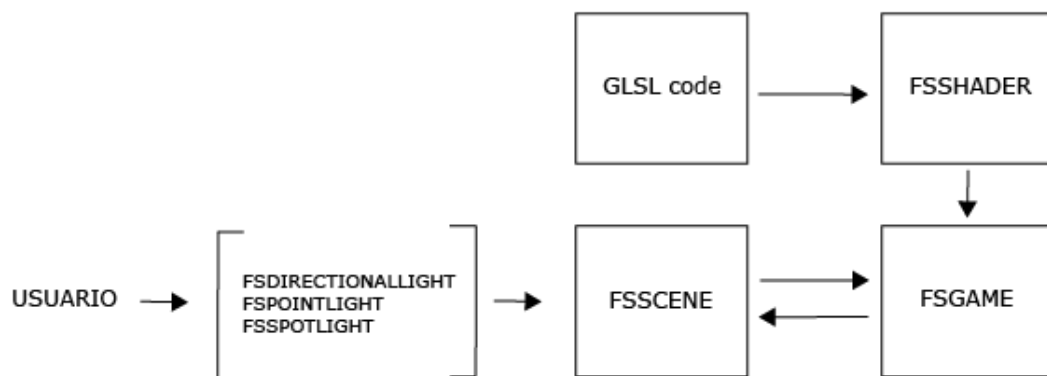 GLSL code
FSSHADER
USUARIO
FSDIRECTIONALLIGHT
FSPOINTLIGHT
FSSPOTLIGHT
FSSCENE
FSGAME